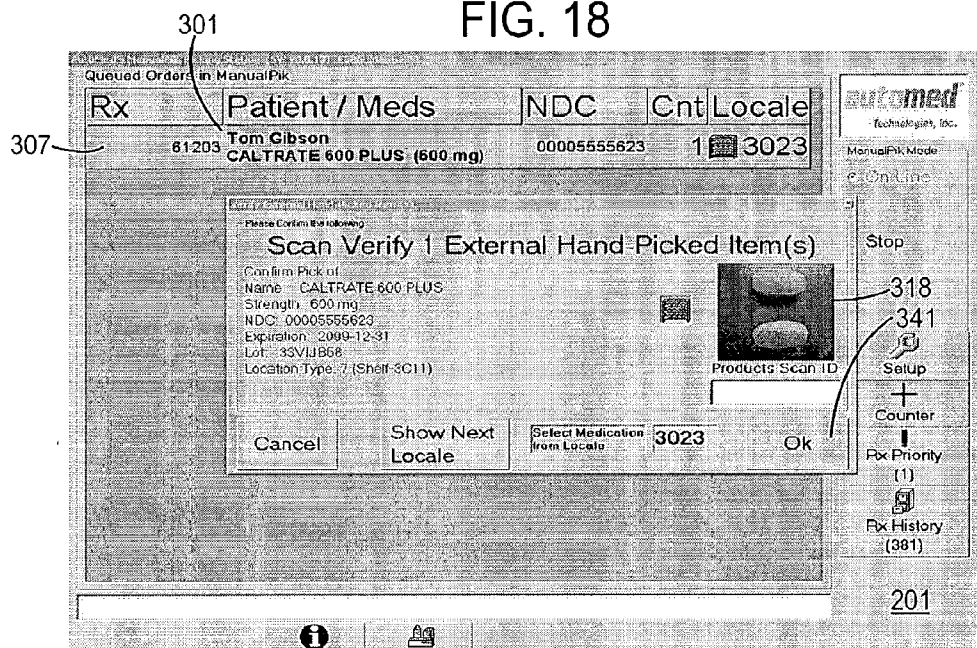 FIG. 18
301
Queued Orders in ManualPik
Rx Patient / Meds NDC Cnt Locale
307
61203 Tom Gibson
CALTRATE 600 PLUS (600 mg) 00005555623 1 3023
automed
Technologies, Inc.
ManualPik Mode
On-Line
Stop
Please Confirm the following
Scan Verify 1 External Hand-Picked Item(s)
Confirm Pick of
Name: CALTRATE 600 PLUS
Strength: 600 mg
NDC: 00005555623
Expiration: 2099-12-31
Lot: 33VIJB58
Location Type: 7 (Shelf-3C11)
318
341
Products Scan ID
Setup
Counter
Cancel
Show Next
Locale
Select Medication
from Locale
3023
Ok
Rx Priority
(1)
Rx History
(381)
201